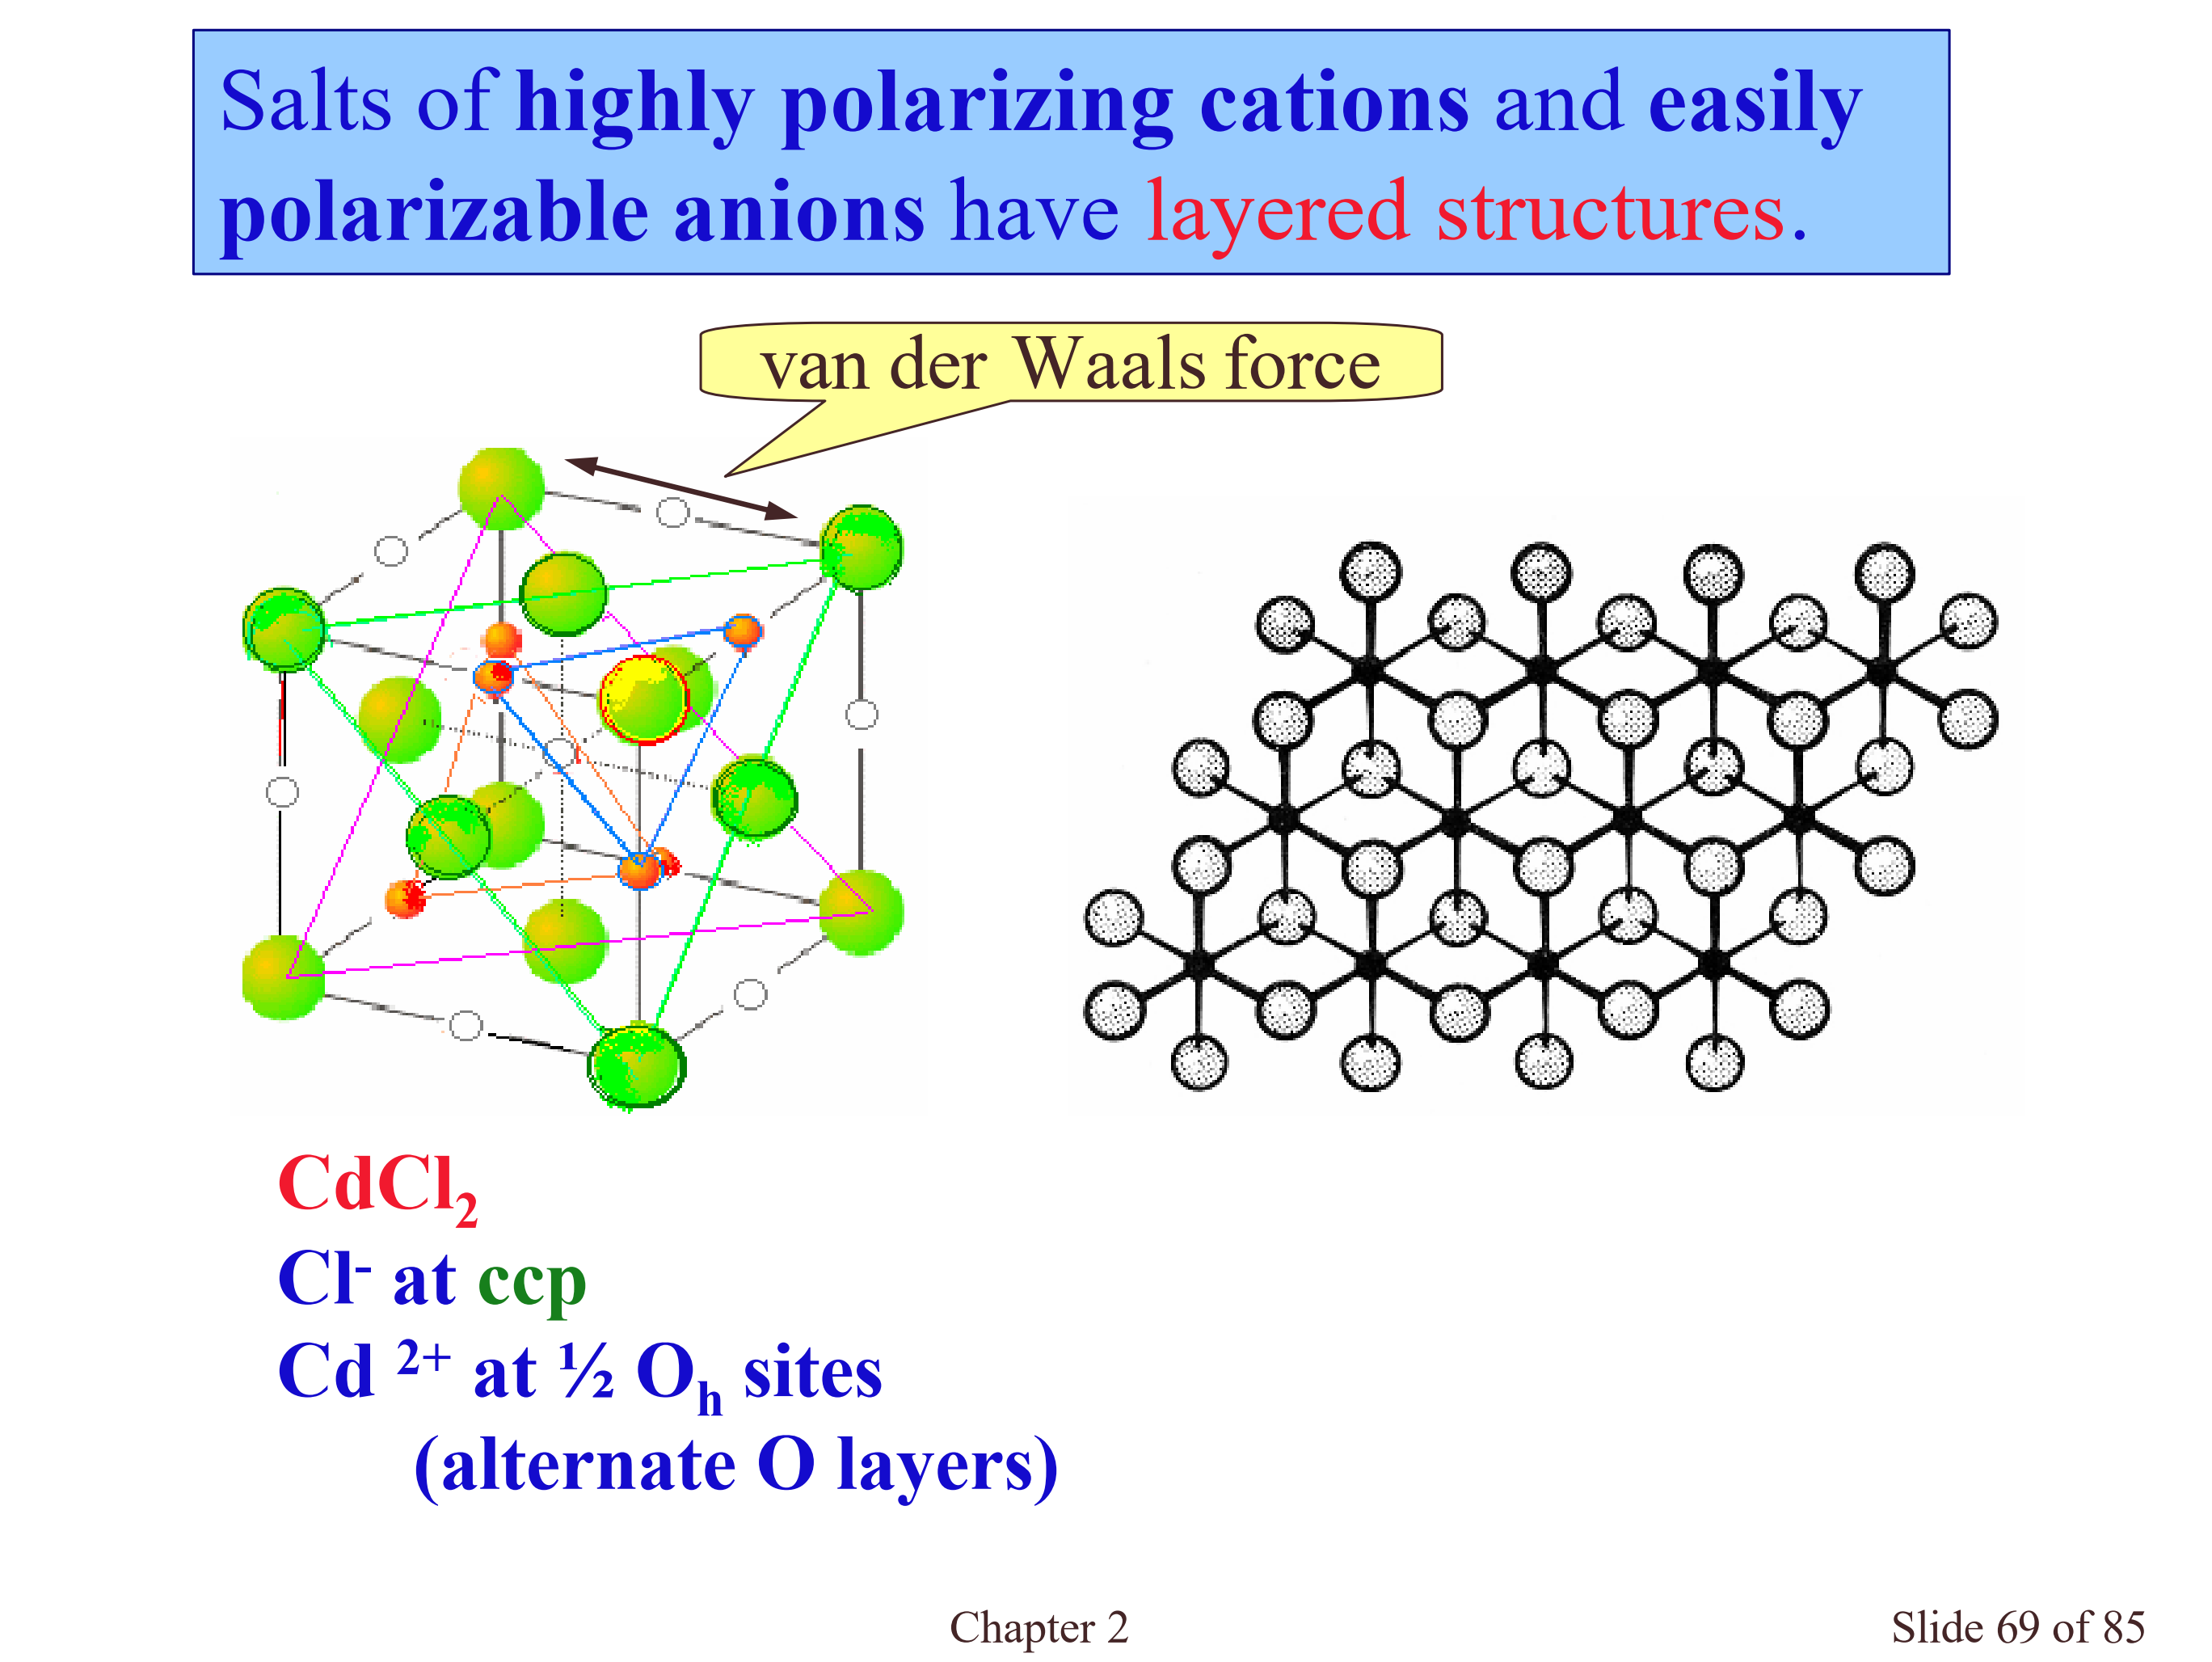 Salts of highly polarizing cations and easily
polarizable anions have layered structures.
van der Waals force
CdCl₂
Cl⁻ at ccp
Cd ²⁺ at ½ Oₕ sites
(alternate O layers)
Chapter 2
Slide 69 of 85